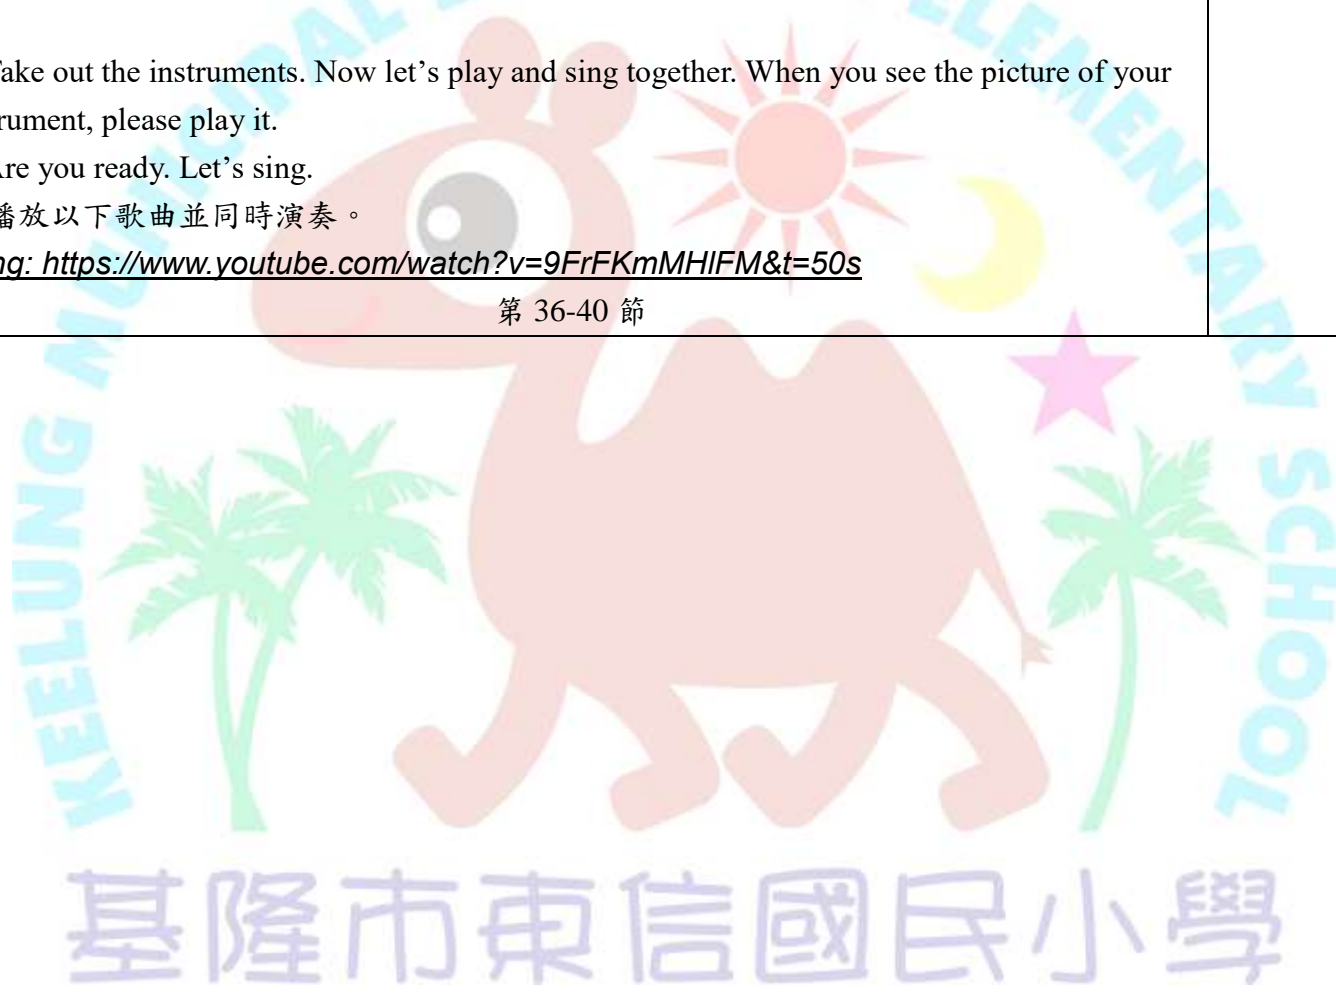 ake out the instruments. Now let’s play and sing together. When you see the picture of your
rument, please play it.
re you ready. Let’s sing.
播放以下歌曲並同時演奏。
ng: https://www.youtube.com/watch?v=9FrFKmMHlFM&t=50s
第 36-40 節
KEELUNG MUNICIPAL ELEMENTARY SCHOOL
基隆市東信國民小學